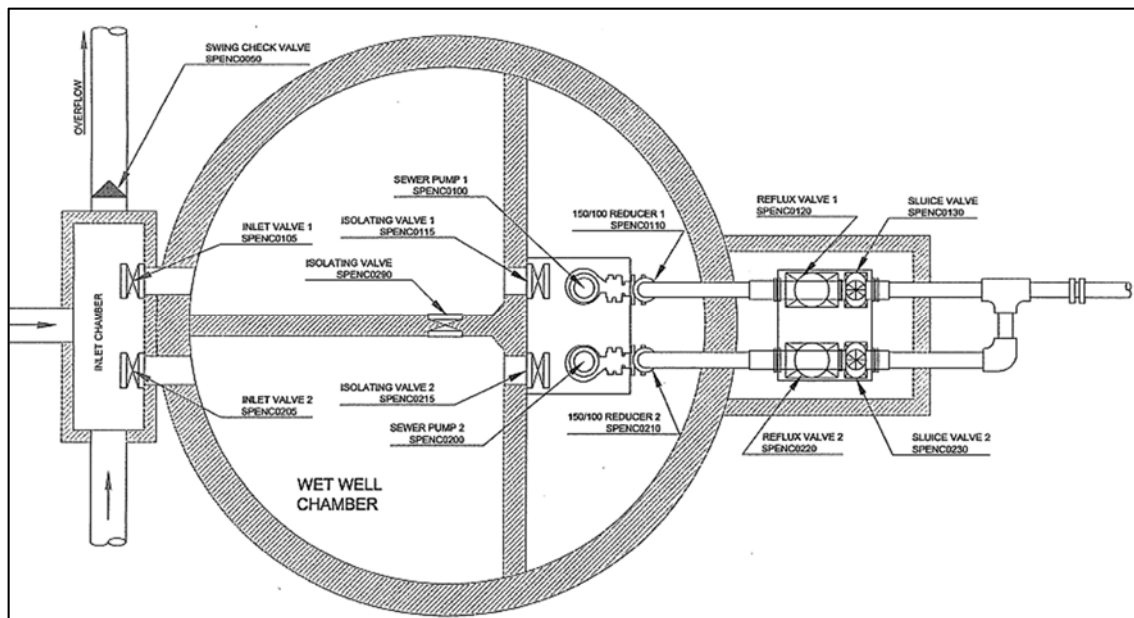 SWING CHECK VALVE
SPENC0050
OVERFLOW
SEWER PUMP 1
SPENC0100
REFLUX VALVE 1
SPENC0120
SLUICE VALVE
SPENC0130
INLET VALVE 1
SPENC0105
ISOLATING VALVE 1
SPENC0115
150/100 REDUCER 1
SPENC0110
ISOLATING VALVE
SPENC0290
INLET CHAMBER
INLET VALVE 2
SPENC0205
ISOLATING VALVE 2
SPENC0215
150/100 REDUCER 2
SPENC0210
SEWER PUMP 2
SPENC0200
REFLUX VALVE 2
SPENC0220
SLUICE VALVE 2
SPENC0230
WET WELL
CHAMBER